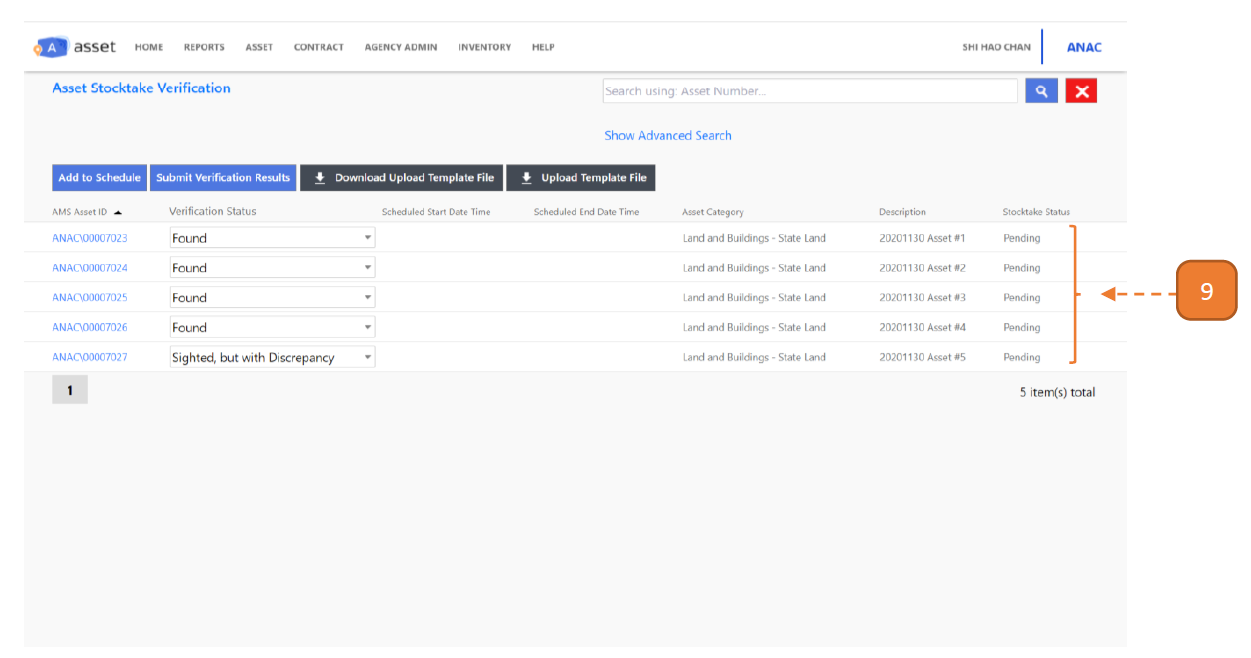 A asset HOME REPORTS ASSET CONTRACT AGENCY ADMIN INVENTORY HELP SHI HAO CHAN ANAC
Asset Stocktake Verification Search using: Asset Number...
Show Advanced Search
Add to Schedule Submit Verification Results Download Upload Template File Upload Template File
AMS Asset ID Verification Status Scheduled Start Date Time Scheduled End Date Time Asset Category Description Stocktake Status
ANAC\00007023 Found Land and Buildings - State Land 20201130 Asset #1 Pending
ANAC\00007024 Found Land and Buildings - State Land 20201130 Asset #2 Pending
ANAC\00007025 Found Land and Buildings - State Land 20201130 Asset #3 Pending
9
ANAC\00007026 Found Land and Buildings - State Land 20201130 Asset #4 Pending
ANAC\00007027 Sighted, but with Discrepancy Land and Buildings - State Land 20201130 Asset #5 Pending
1 5 item(s) total